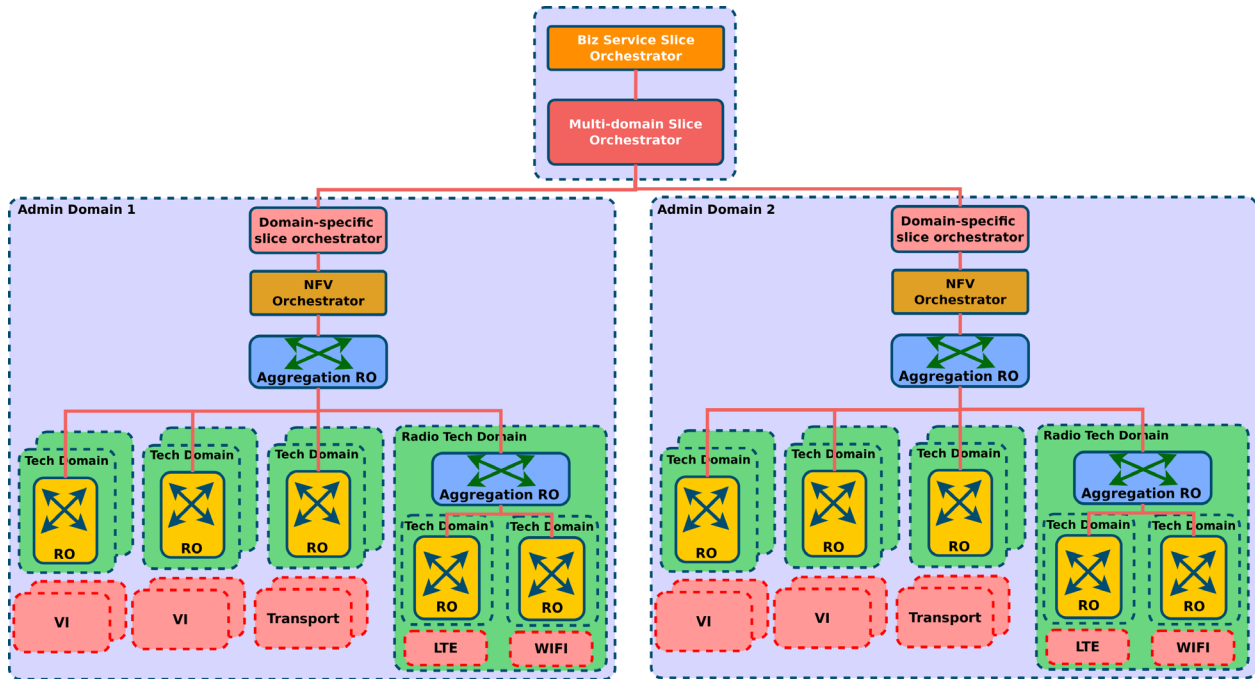 Biz Service Slice
Orchestrator
Multi-domain Slice
Orchestrator
Admin Domain 1
Domain-specific
slice orchestrator
NFV
Orchestrator
Aggregation RO
Tech Domain
RO
Tech Domain
RO
Tech Domain
RO
Radio Tech Domain
Aggregation RO
Tech Domain
RO
Tech Domain
RO
VI
VI
Transport
LTE
WIFI
Admin Domain 2
Domain-specific
slice orchestrator
NFV
Orchestrator
Aggregation RO
Tech Domain
RO
Tech Domain
RO
Tech Domain
RO
Radio Tech Domain
Aggregation RO
Tech Domain
RO
Tech Domain
RO
VI
VI
Transport
LTE
WIFI